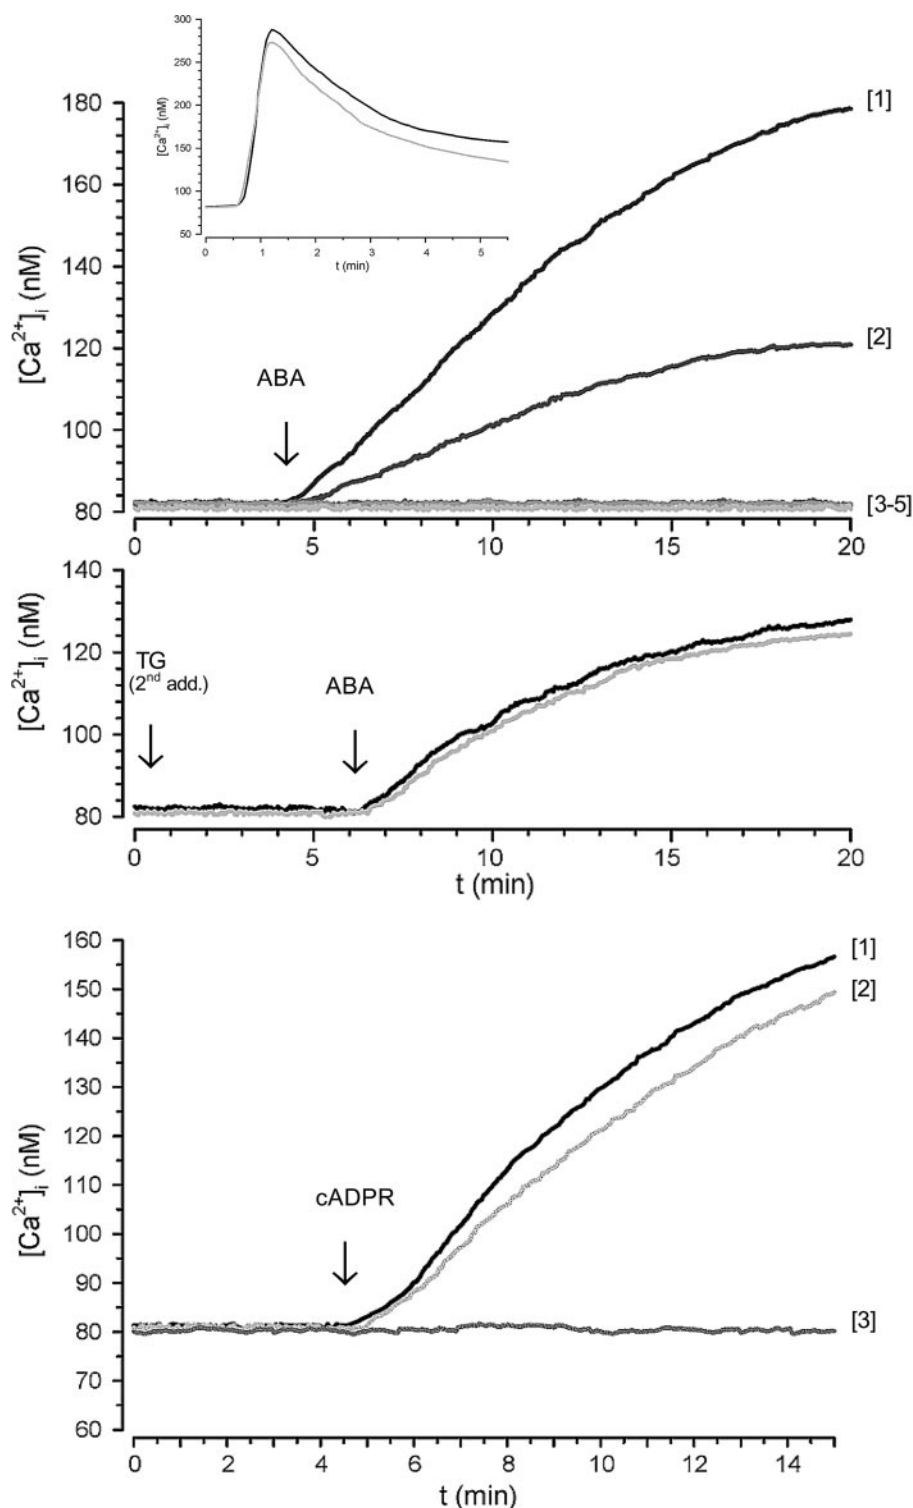 300
250
200
150
100
50
[Ca²⁺]ᵢ (nM)
0 1 2 3 4 5
t (min)
180
160
140
120
100
80
[Ca²⁺]ᵢ (nM)
ABA
[1]
[2]
[3-5]
0 5 10 15 20
140
120
100
80
[Ca²⁺]ᵢ (nM)
TG
(2ⁿᵈ add.)
ABA
0 5 10 15 20
t (min)
160
150
140
130
120
110
100
90
80
70
60
[Ca²⁺]ᵢ (nM)
cADPR
[1]
[2]
[3]
0 2 4 6 8 10 12 14
t (min)